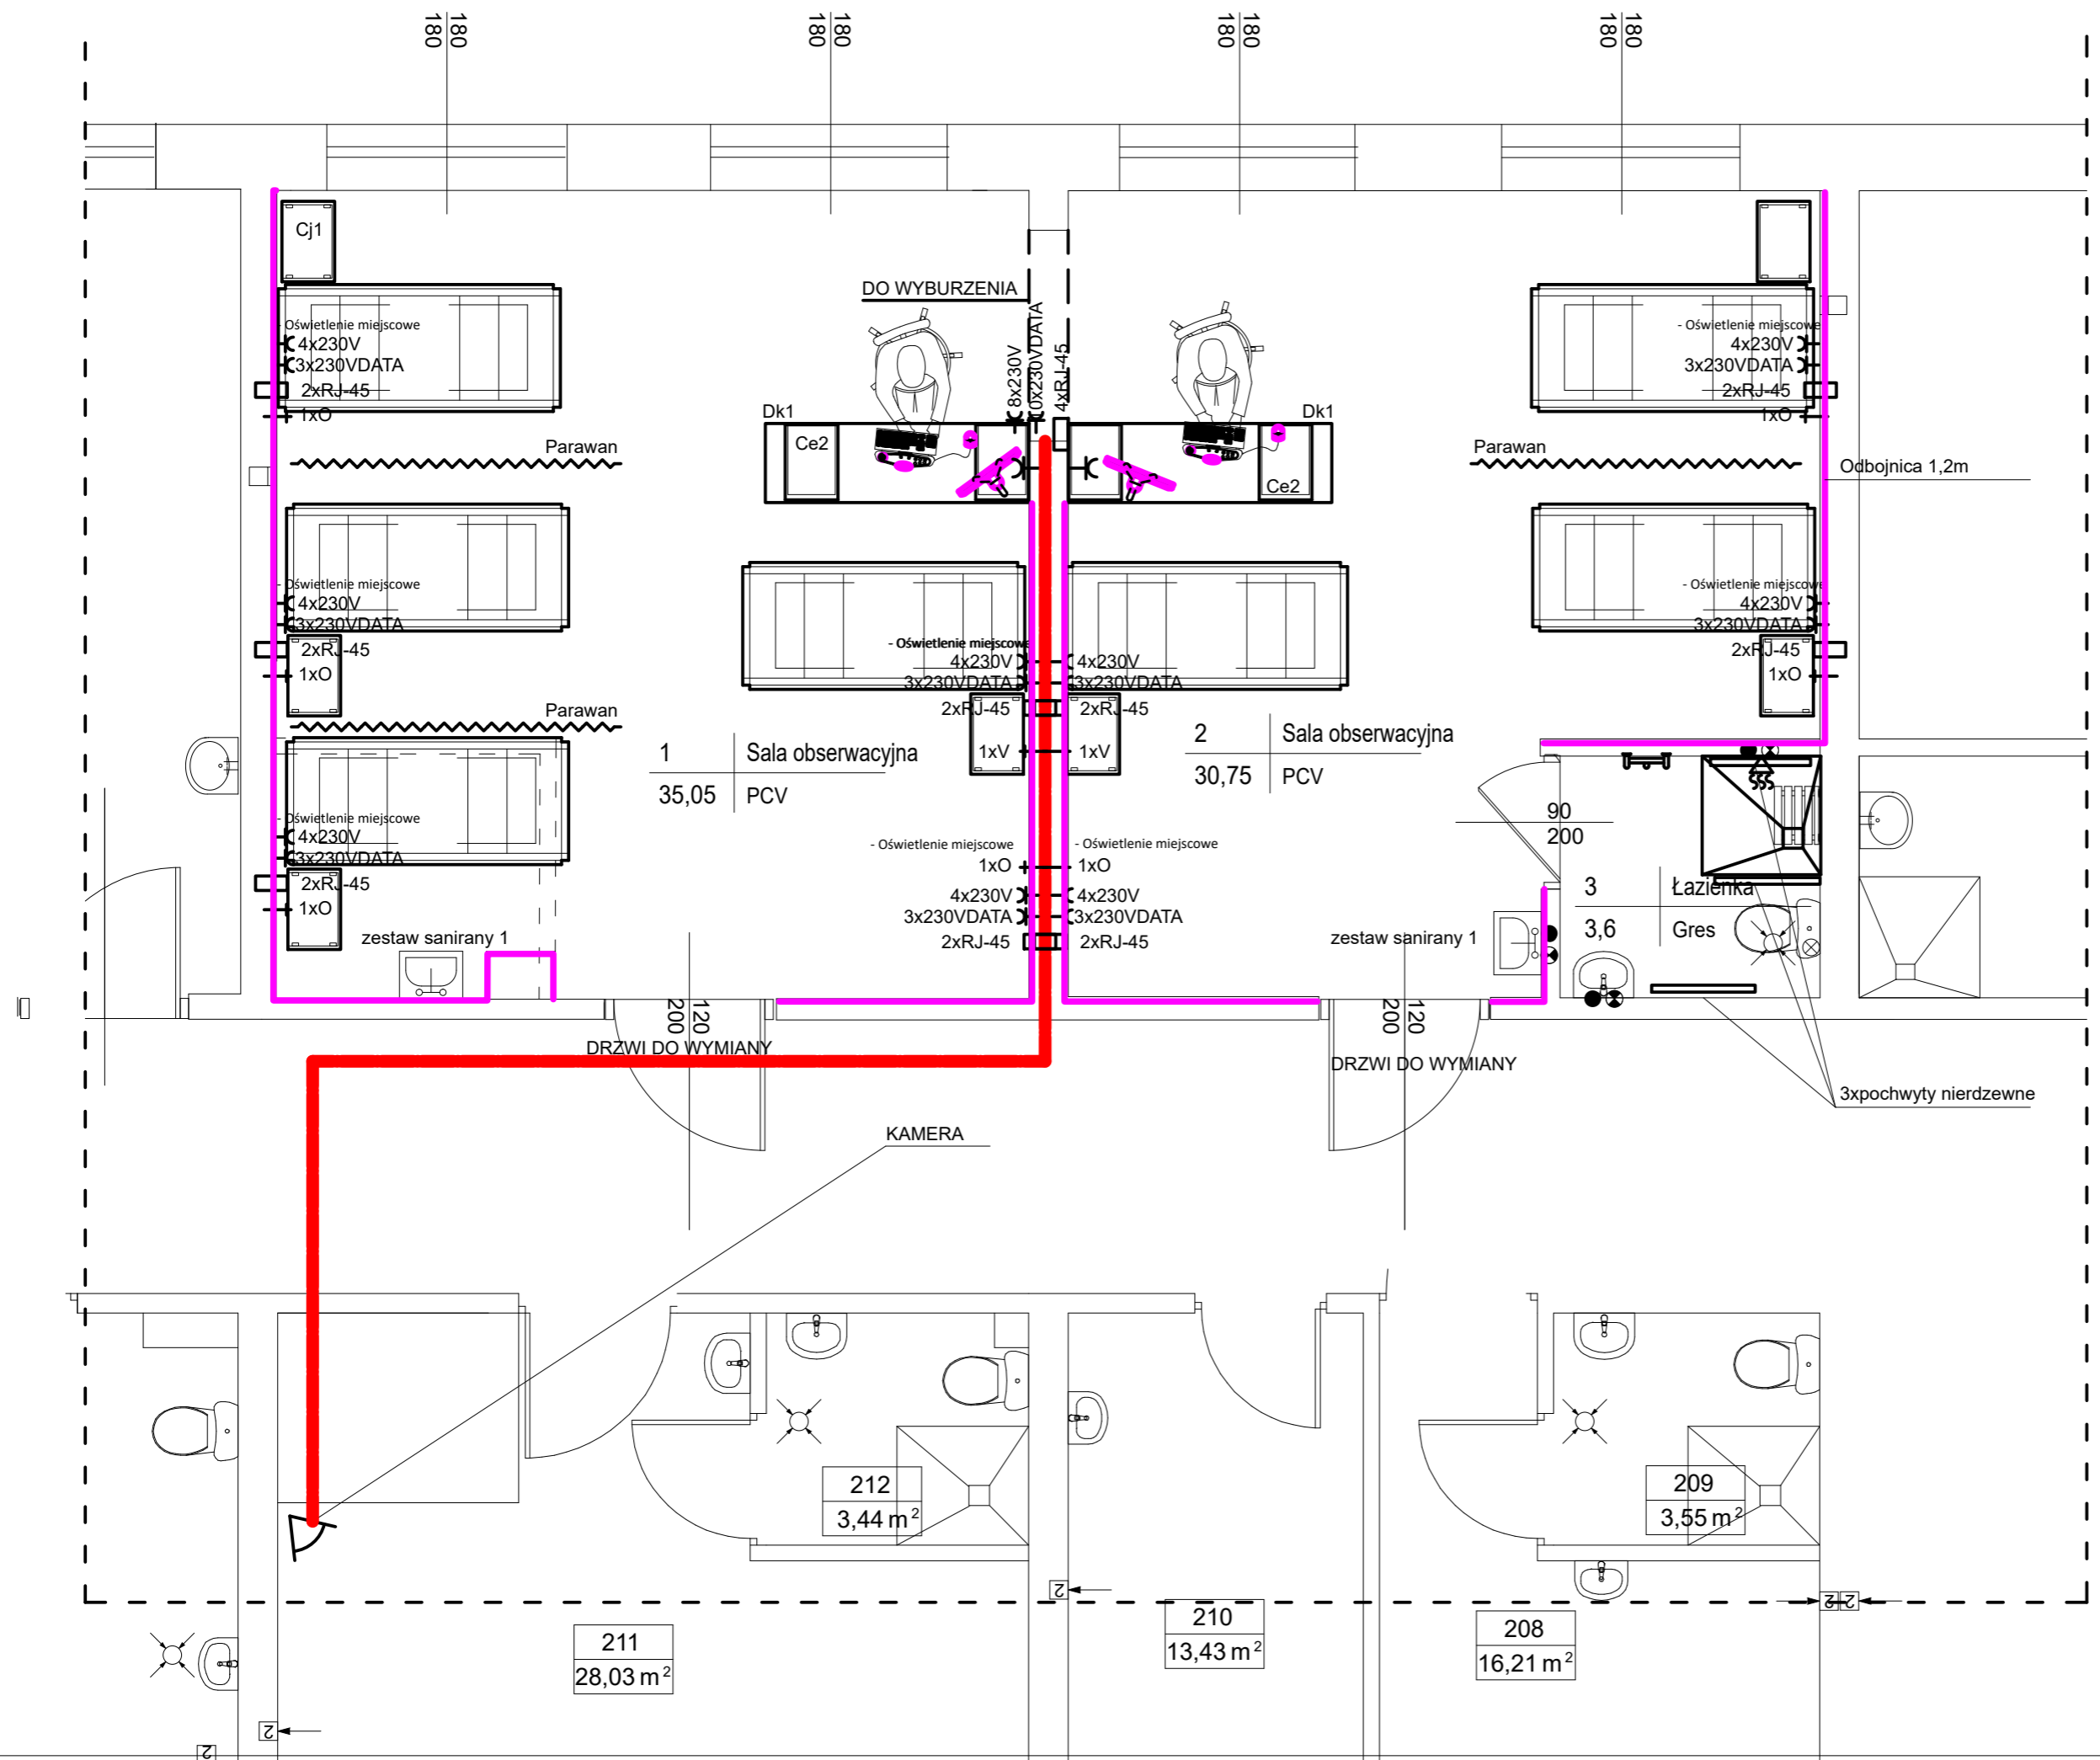 180
180
180
180
180
180
180
180
Cj1
- Oświetlenie miejscowe
4x230V
3x230VDATA
2xRJ-45
1xO
Parawan
DO WYBURZENIA
8x230V
10x230VDATA
4xRJ-45
Dk1
Ce2
Dk1
Ce2
- Oświetlenie miejscowe
4x230V
3x230VDATA
2xRJ-45
1xO
Parawan
Odbojnica 1,2m
- Oświetlenie miejscowe
4x230V
3x230VDATA
2xRJ-45
1xO
Parawan
- Oświetlenie miejscowe
4x230V
3x230VDATA
2xRJ-45
1xV
4x230V
3x230VDATA
2xRJ-45
1xV
- Oświetlenie miejscowe
4x230V
3x230VDATA
2xRJ-45
1xO
1 Sala obserwacyjna
35,05 PCV
2 Sala obserwacyjna
30,75 PCV
- Oświetlenie miejscowe
4x230V
3x230VDATA
2xRJ-45
1xO
- Oświetlenie miejscowe
1xO
4x230V
3x230VDATA
2xRJ-45
- Oświetlenie miejscowe
1xO
4x230V
3x230VDATA
2xRJ-45
90
200
3 Łazienka
3,6 Gres
zestaw sanirany 1
zestaw sanirany 1
120
200
DRZWI DO WYMIANY
120
200
DRZWI DO WYMIANY
3xpochwyty nierdzewne
KAMERA
212
3,44 m²
209
3,55 m²
2
2
2
211
28,03 m²
210
13,43 m²
208
16,21 m²
2
2